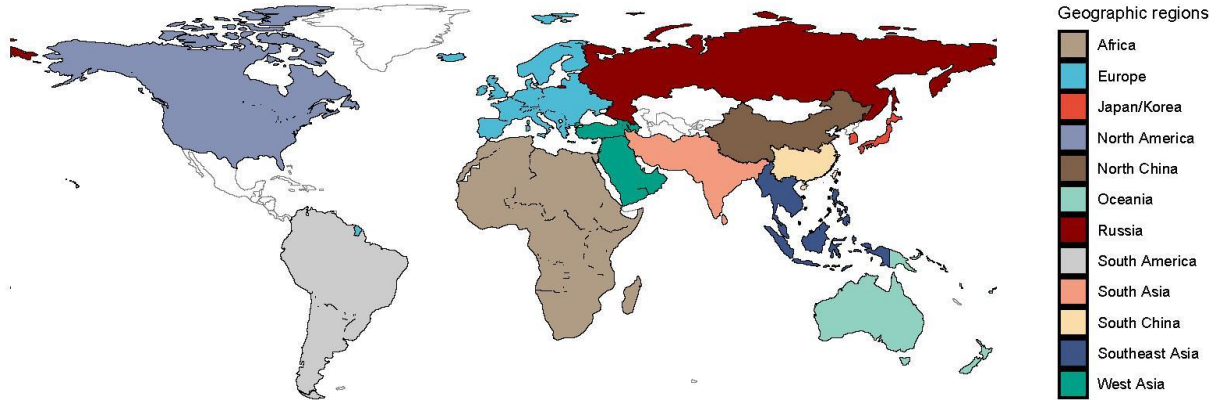 Geographic regions
Africa
Europe
Japan/Korea
North America
North China
Oceania
Russia
South America
South Asia
South China
Southeast Asia
West Asia